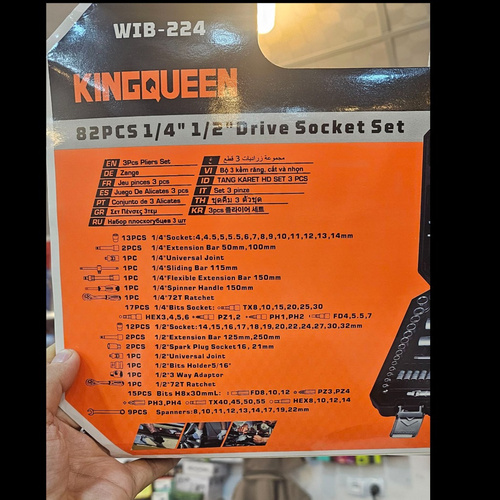 WIB-224
KINGQUEEN
82PCS 1/4" 1/2" Drive Socket Set
EN 3Pcs Pliers Set
DE Zange
FR Jeu pinces 3 pcs
ES Juego De Alicates 3 pcs
PT Conjunto de 3 Alicates
GR Σετ Πένσες 3τεμ
RU Набор плоскогубцев 3 шт
مجموعة زراديات 3 قطع
VI Bộ 3 kềm răng, cắt và nhọn
ID TANG KARET HD SET 3 PCS
IT Set 3 pinze
TH ชุดคีม 3 ตัวชุด
KR 3pcs 플라이어 세트
13PCS 1/4"Socket:4,4.5,5,5.5,6,7,8,9,10,11,12,13,14mm
2PCS 1/4"Extension Bar 50mm,100mm
1PC 1/4"Universal Joint
1PC 1/4"Sliding Bar 115mm
1PC 1/4"Flexible Extension Bar 150mm
1PC 1/4"Spinner Handle 150mm
1PC 1/4"72T Ratchet
17PCS 1/4"Bits Socket: TX8,10,15,20,25,30
HEX3,4,5,6 PZ1,2 PH1,PH2 FD4,5.5,7
12PCS 1/2"Socket:14,15,16,17,18,19,20,22,24,27,30,32mm
2PCS 1/2"Extension Bar 125mm,250mm
2PCS 1/2"Spark Plug Socket16, 21mm
1PC 1/2"Universal Joint
1PC 1/2"Bits Holder5/16"
1PC 1/2"3 Way Adaptor
1PC 1/2"72T Ratchet
15PCS Bits H8x30mmL: FD8,10,12 PZ3,PZ4
PH3,PH4 TX40,45,50,55 HEX8,10,12,14
9PCS Spanners:8,10,11,12,13,14,17,19,22mm